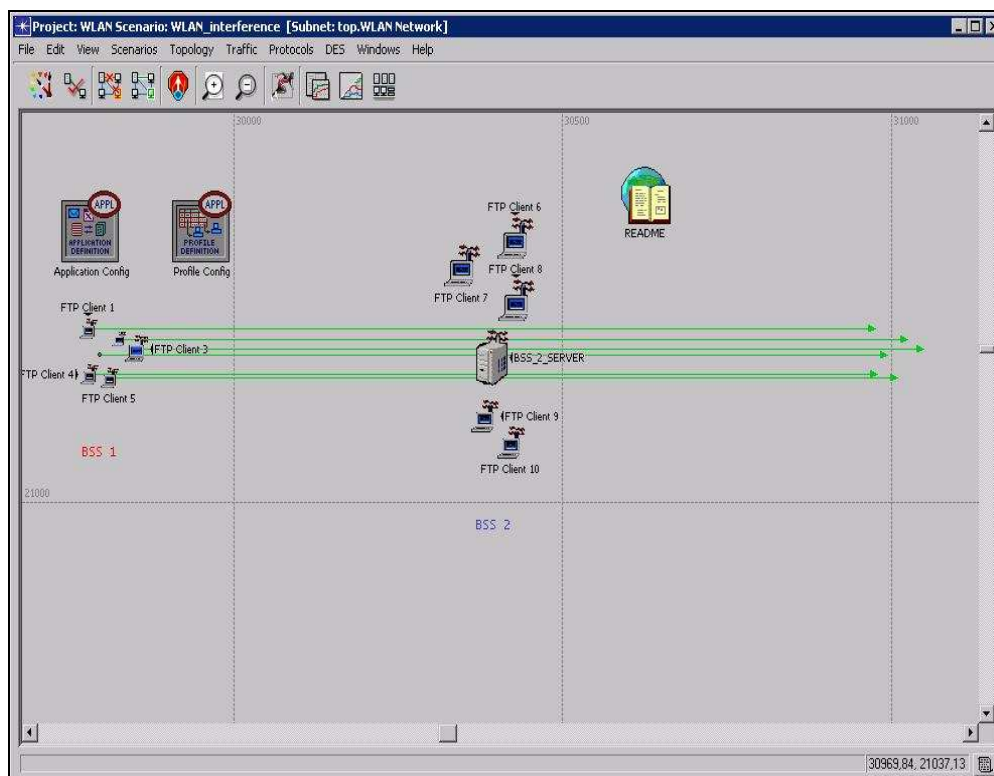 Project: WLAN Scenario: WLAN_interference [Subnet: top.WLAN Network]
File Edit View Scenarios Topology Traffic Protocols DES Windows Help
30000
30500
31000
APPL
APPLICATION
DEFINITION
Application Config
APPL
PROFILE
DEFINITION
Profile Config
README
FTP Client 6
FTP Client 8
FTP Client 7
FTP Client 1
FTP Client 3
BSS_2_SERVER
FTP Client 4
FTP Client 5
FTP Client 9
FTP Client 10
BSS 1
21000
BSS 2
30969,84, 21037,13